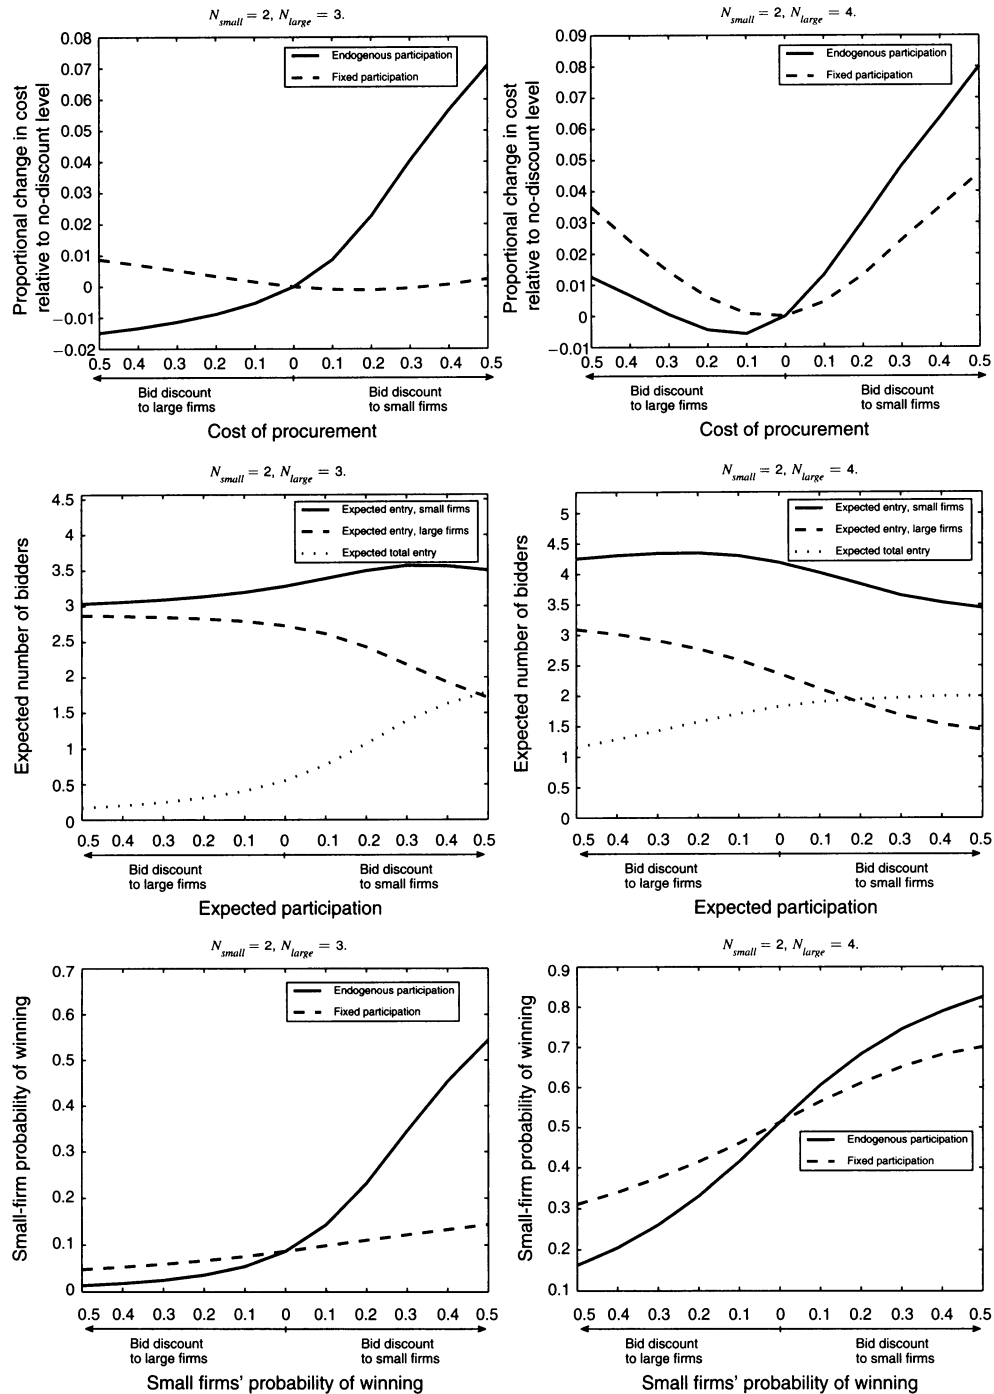 N_small = 2, N_large = 3.
0.08
0.07
0.06
0.05
0.04
0.03
0.02
0.01
0
−0.01
−0.02
Proportional change in cost
relative to no-discount level
Endogenous participation
Fixed participation
0.5 0.4 0.3 0.2 0.1 0 0.1 0.2 0.3 0.4 0.5
Bid discount
to large firms
Bid discount
to small firms
Cost of procurement
N_small = 2, N_large = 4.
0.09
0.08
0.07
0.06
0.05
0.04
0.03
0.02
0.01
0
−0.01
Proportional change in cost
relative to no-discount level
Endogenous participation
Fixed participation
0.5 0.4 0.3 0.2 0.1 0 0.1 0.2 0.3 0.4 0.5
Bid discount
to large firms
Bid discount
to small firms
Cost of procurement
N_small = 2, N_large = 3.
4.5
4
3.5
3
2.5
2
1.5
1
0.5
0
Expected number of bidders
Expected entry, small firms
Expected entry, large firms
Expected total entry
0.5 0.4 0.3 0.2 0.1 0 0.1 0.2 0.3 0.4 0.5
Bid discount
to large firms
Bid discount
to small firms
Expected participation
N_small = 2, N_large = 4.
5
4.5
4
3.5
3
2.5
2
1.5
1
0.5
0
Expected number of bidders
Expected entry, small firms
Expected entry, large firms
Expected total entry
0.5 0.4 0.3 0.2 0.1 0 0.1 0.2 0.3 0.4 0.5
Bid discount
to large firms
Bid discount
to small firms
Expected participation
N_small = 2, N_large = 3.
0.7
0.6
0.5
0.4
0.3
0.2
0.1
0
Small-firm probability of winning
Endogenous participation
Fixed participation
0.5 0.4 0.3 0.2 0.1 0 0.1 0.2 0.3 0.4 0.5
Bid discount
to large firms
Bid discount
to small firms
Small firms' probability of winning
N_small = 2, N_large = 4.
0.9
0.8
0.7
0.6
0.5
0.4
0.3
0.2
0.1
Small-firm probability of winning
Endogenous participation
Fixed participation
0.5 0.4 0.3 0.2 0.1 0 0.1 0.2 0.3 0.4 0.5
Bid discount
to large firms
Bid discount
to small firms
Small firms' probability of winning